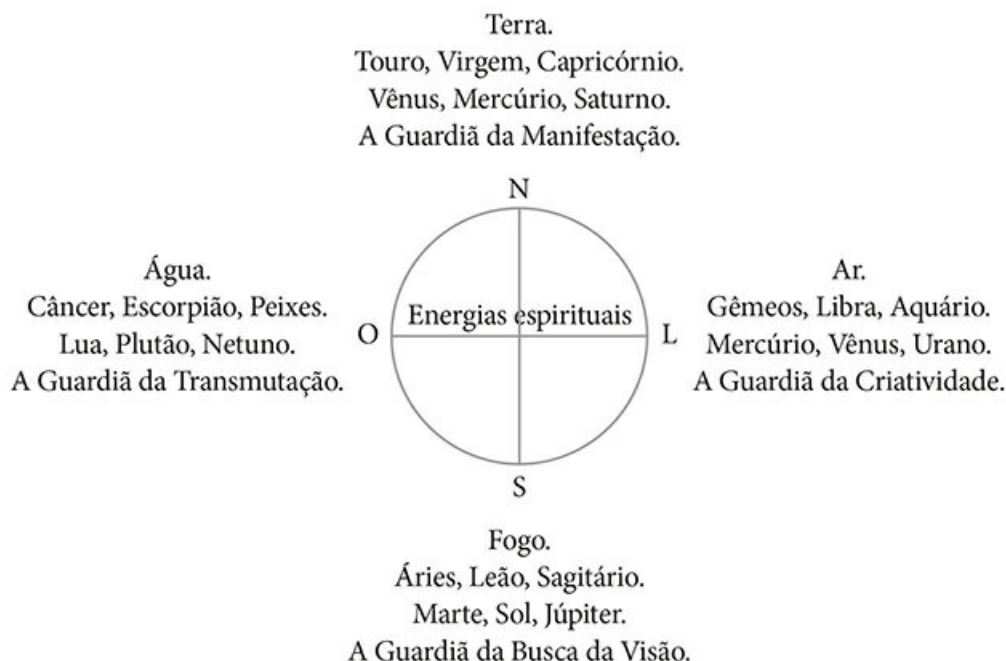 Terra.
Touro, Virgem, Capricórnio.
Vênus, Mercúrio, Saturno.
A Guardiã da Manifestação.
N
Água.
Câncer, Escorpião, Peixes.
Lua, Plutão, Netuno.
A Guardiã da Transmutação.
O
Energias espirituais
L
Ar.
Gêmeos, Libra, Aquário.
Mercúrio, Vênus, Urano.
A Guardiã da Criatividade.
S
Fogo.
Áries, Leão, Sagitário.
Marte, Sol, Júpiter.
A Guardiã da Busca da Visão.